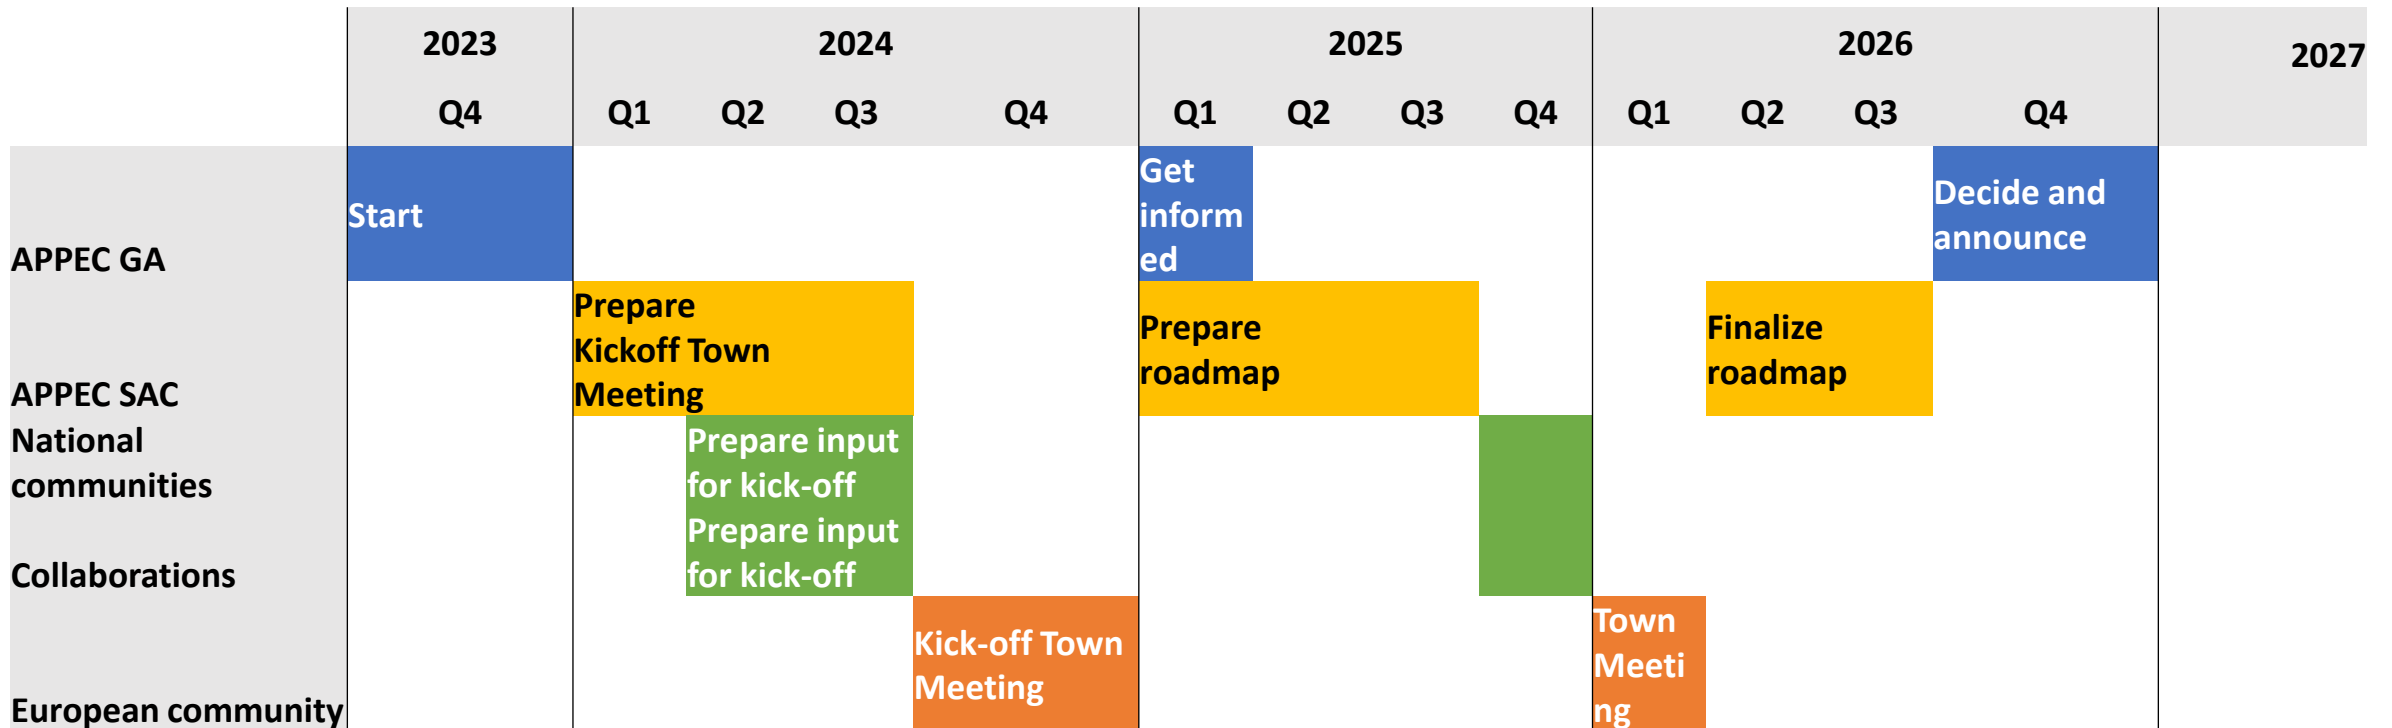 2023 2024 2025 2026 2027
Q4 Q1 Q2 Q3 Q4 Q1 Q2 Q3 Q4 Q1 Q2 Q3 Q4
APPEC GA
Start
Get
inform
ed
Decide and
announce
APPEC SAC
Prepare
Kickoff Town
Meeting
Prepare
roadmap
Finalize
roadmap
National
communities
Prepare input
for kick-off
Collaborations
Prepare input
for kick-off
European community
Kick-off Town
Meeting
Town
Meeti
ng